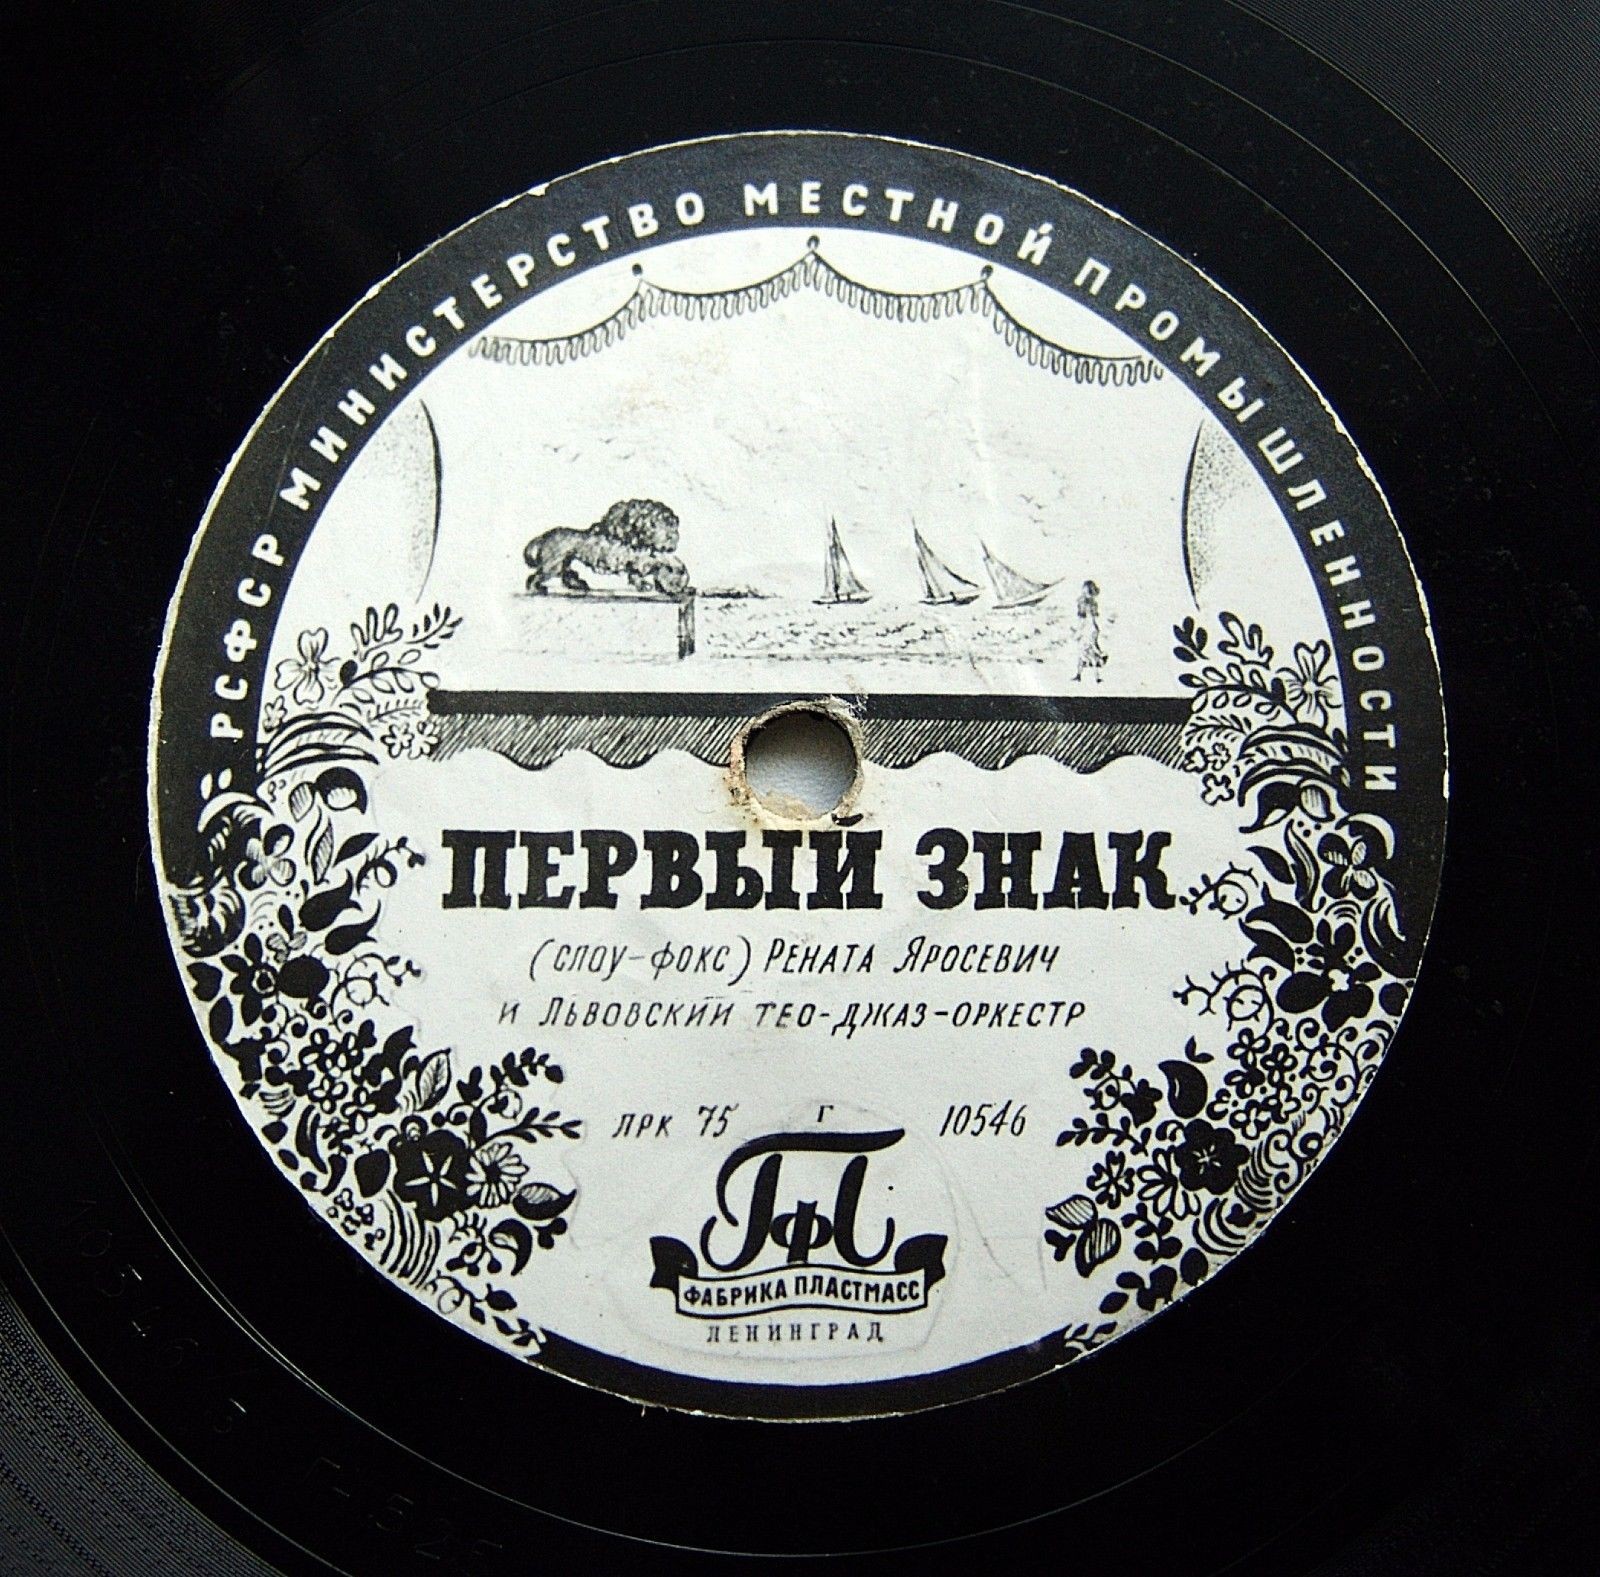 РСФСР МИНИСТЕРСТВО МЕСТНОЙ ПРОМЫШЛЕННОСТИ
ПЕРВЫЙ ЗНАК
(СЛОУ-ФОКС) РЕНАТА ЯРОСЕВИЧ
И ЛЬВОВСКИЙ ТЕО-ДЖАЗ-ОРКЕСТР
ЛРК 75 Г 10546
ФАБРИКА ПЛАСТМАСС
ЛЕНИНГРАД